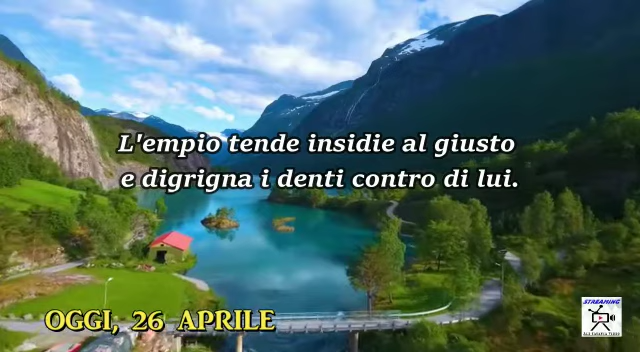 L'empio tende insidie al giusto
e digrigna i denti contro di lui.
OGGI, 26 APRILE
STREAMING